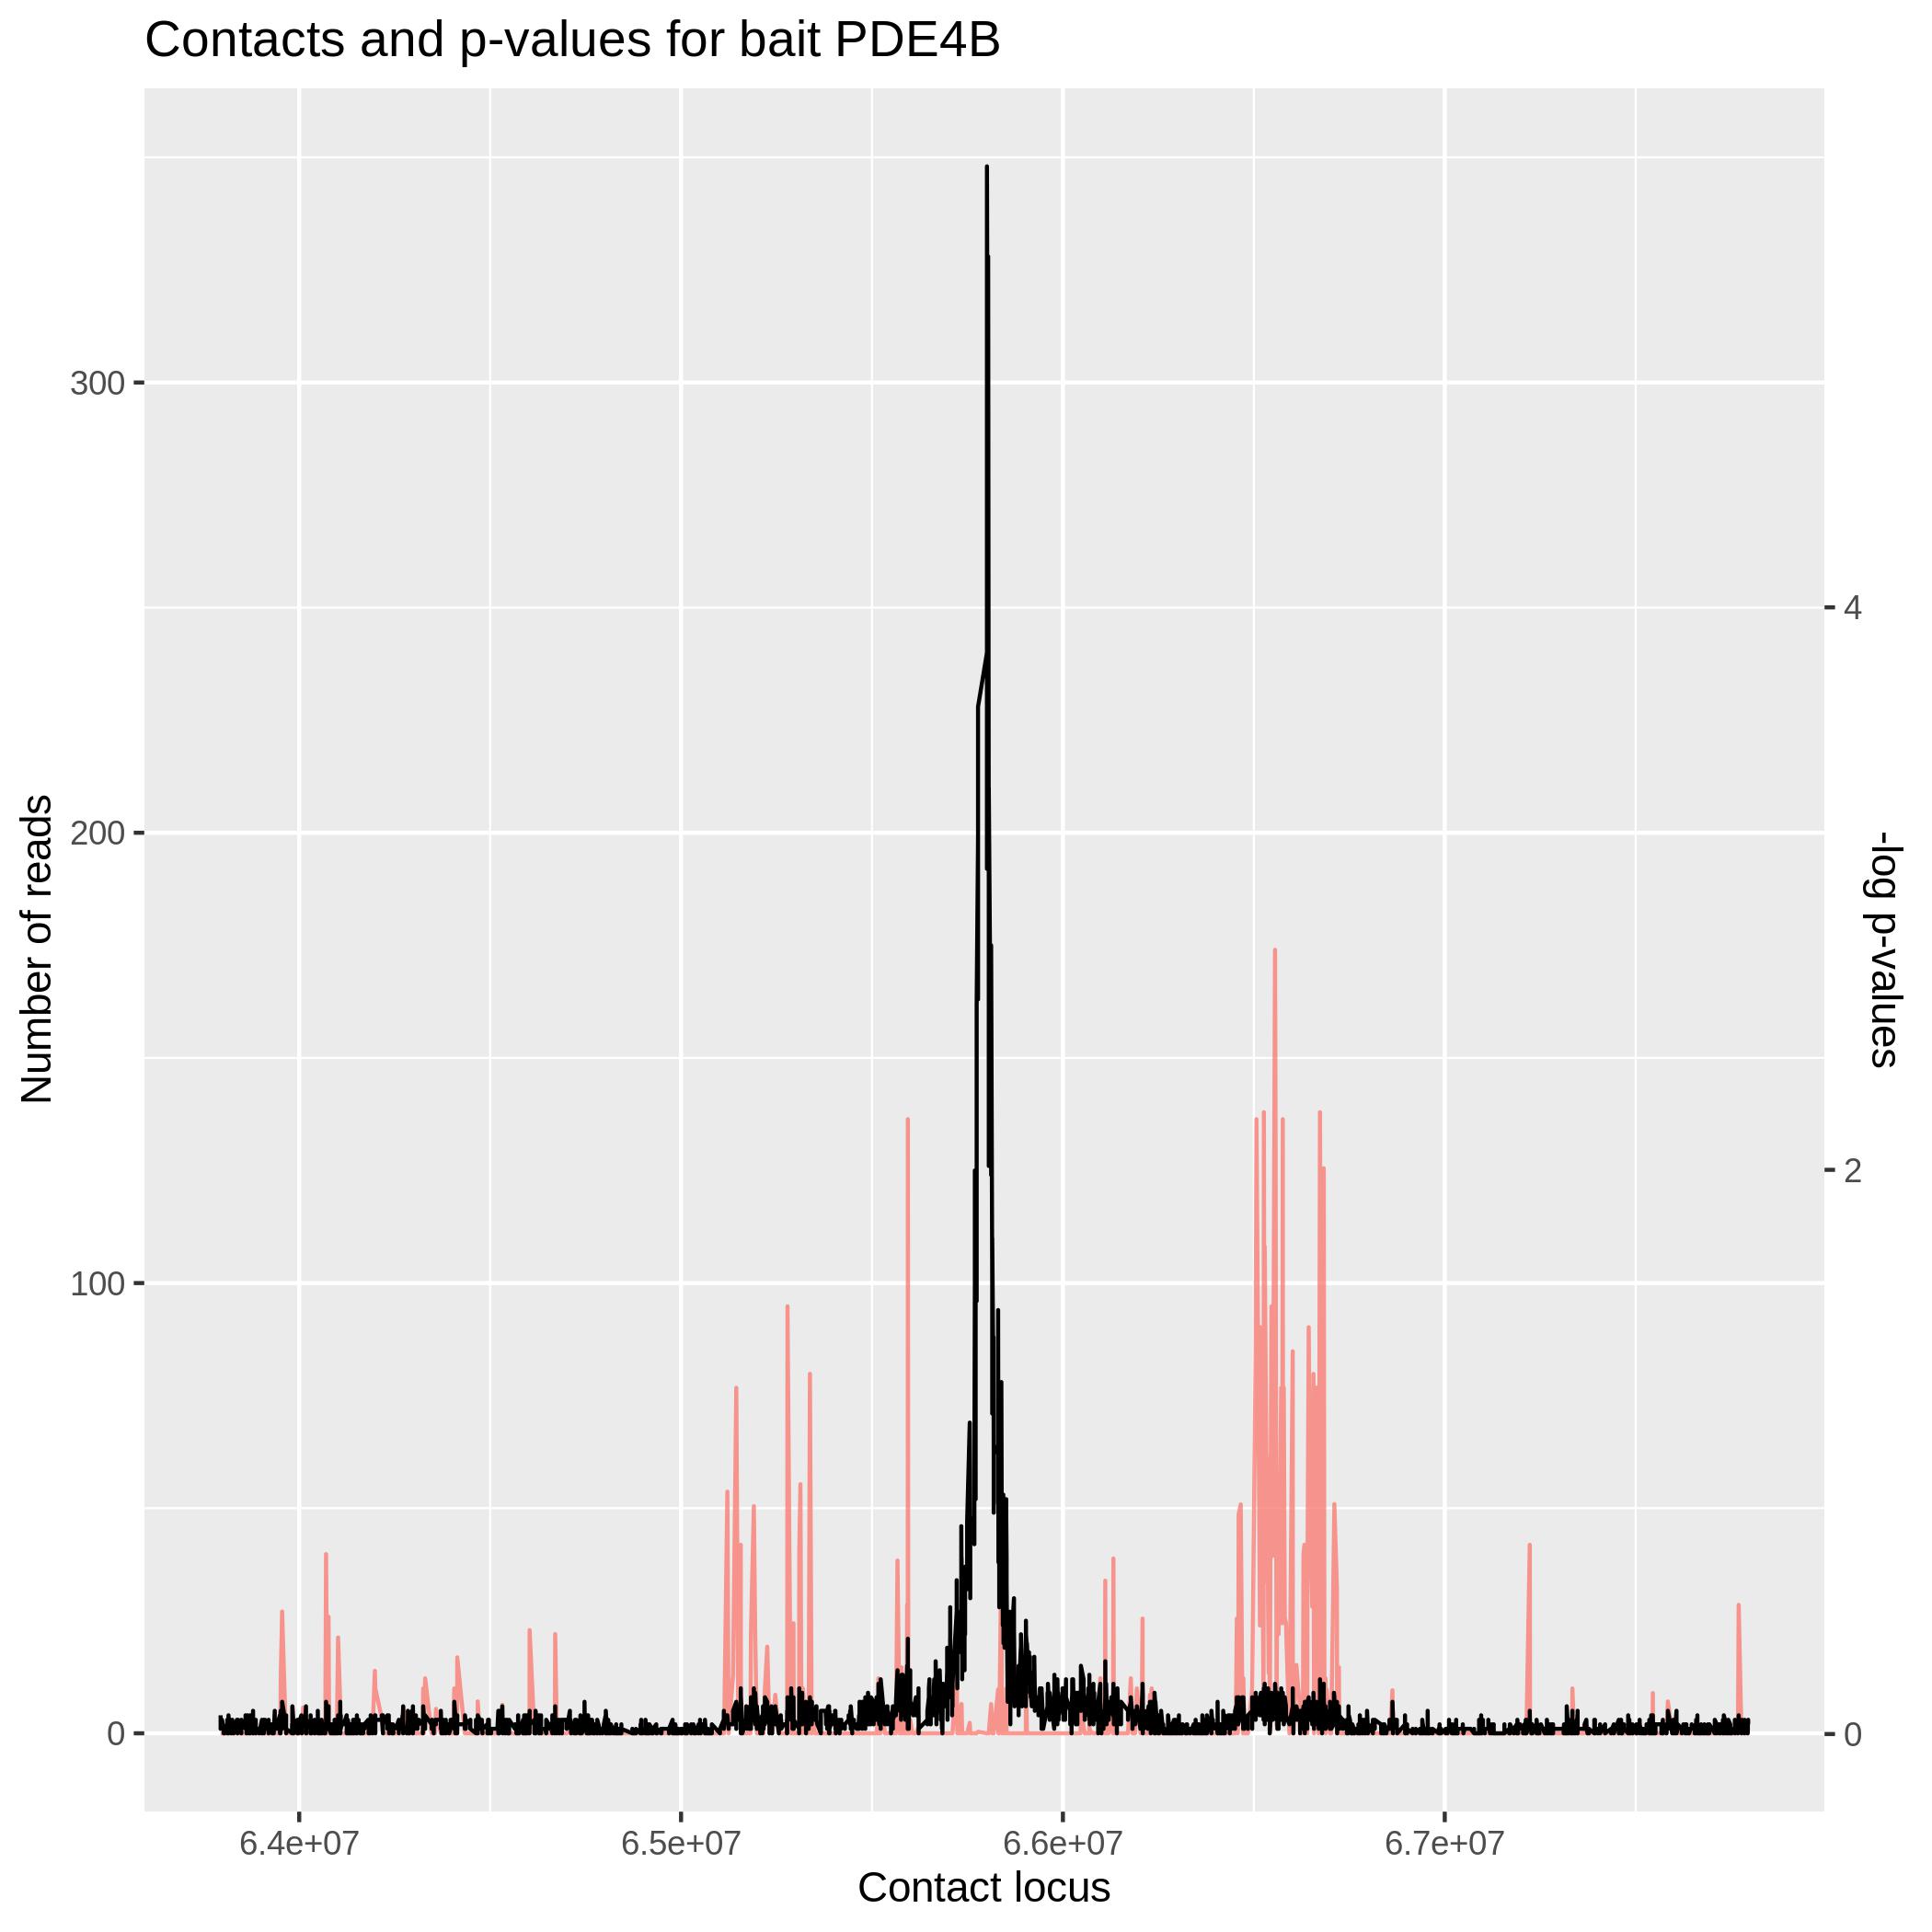 Contacts and p-values for bait PDE4B
300
200
100
0
Number of reads
4
2
0
-log p-values
6.4e+07 6.5e+07 6.6e+07 6.7e+07
Contact locus